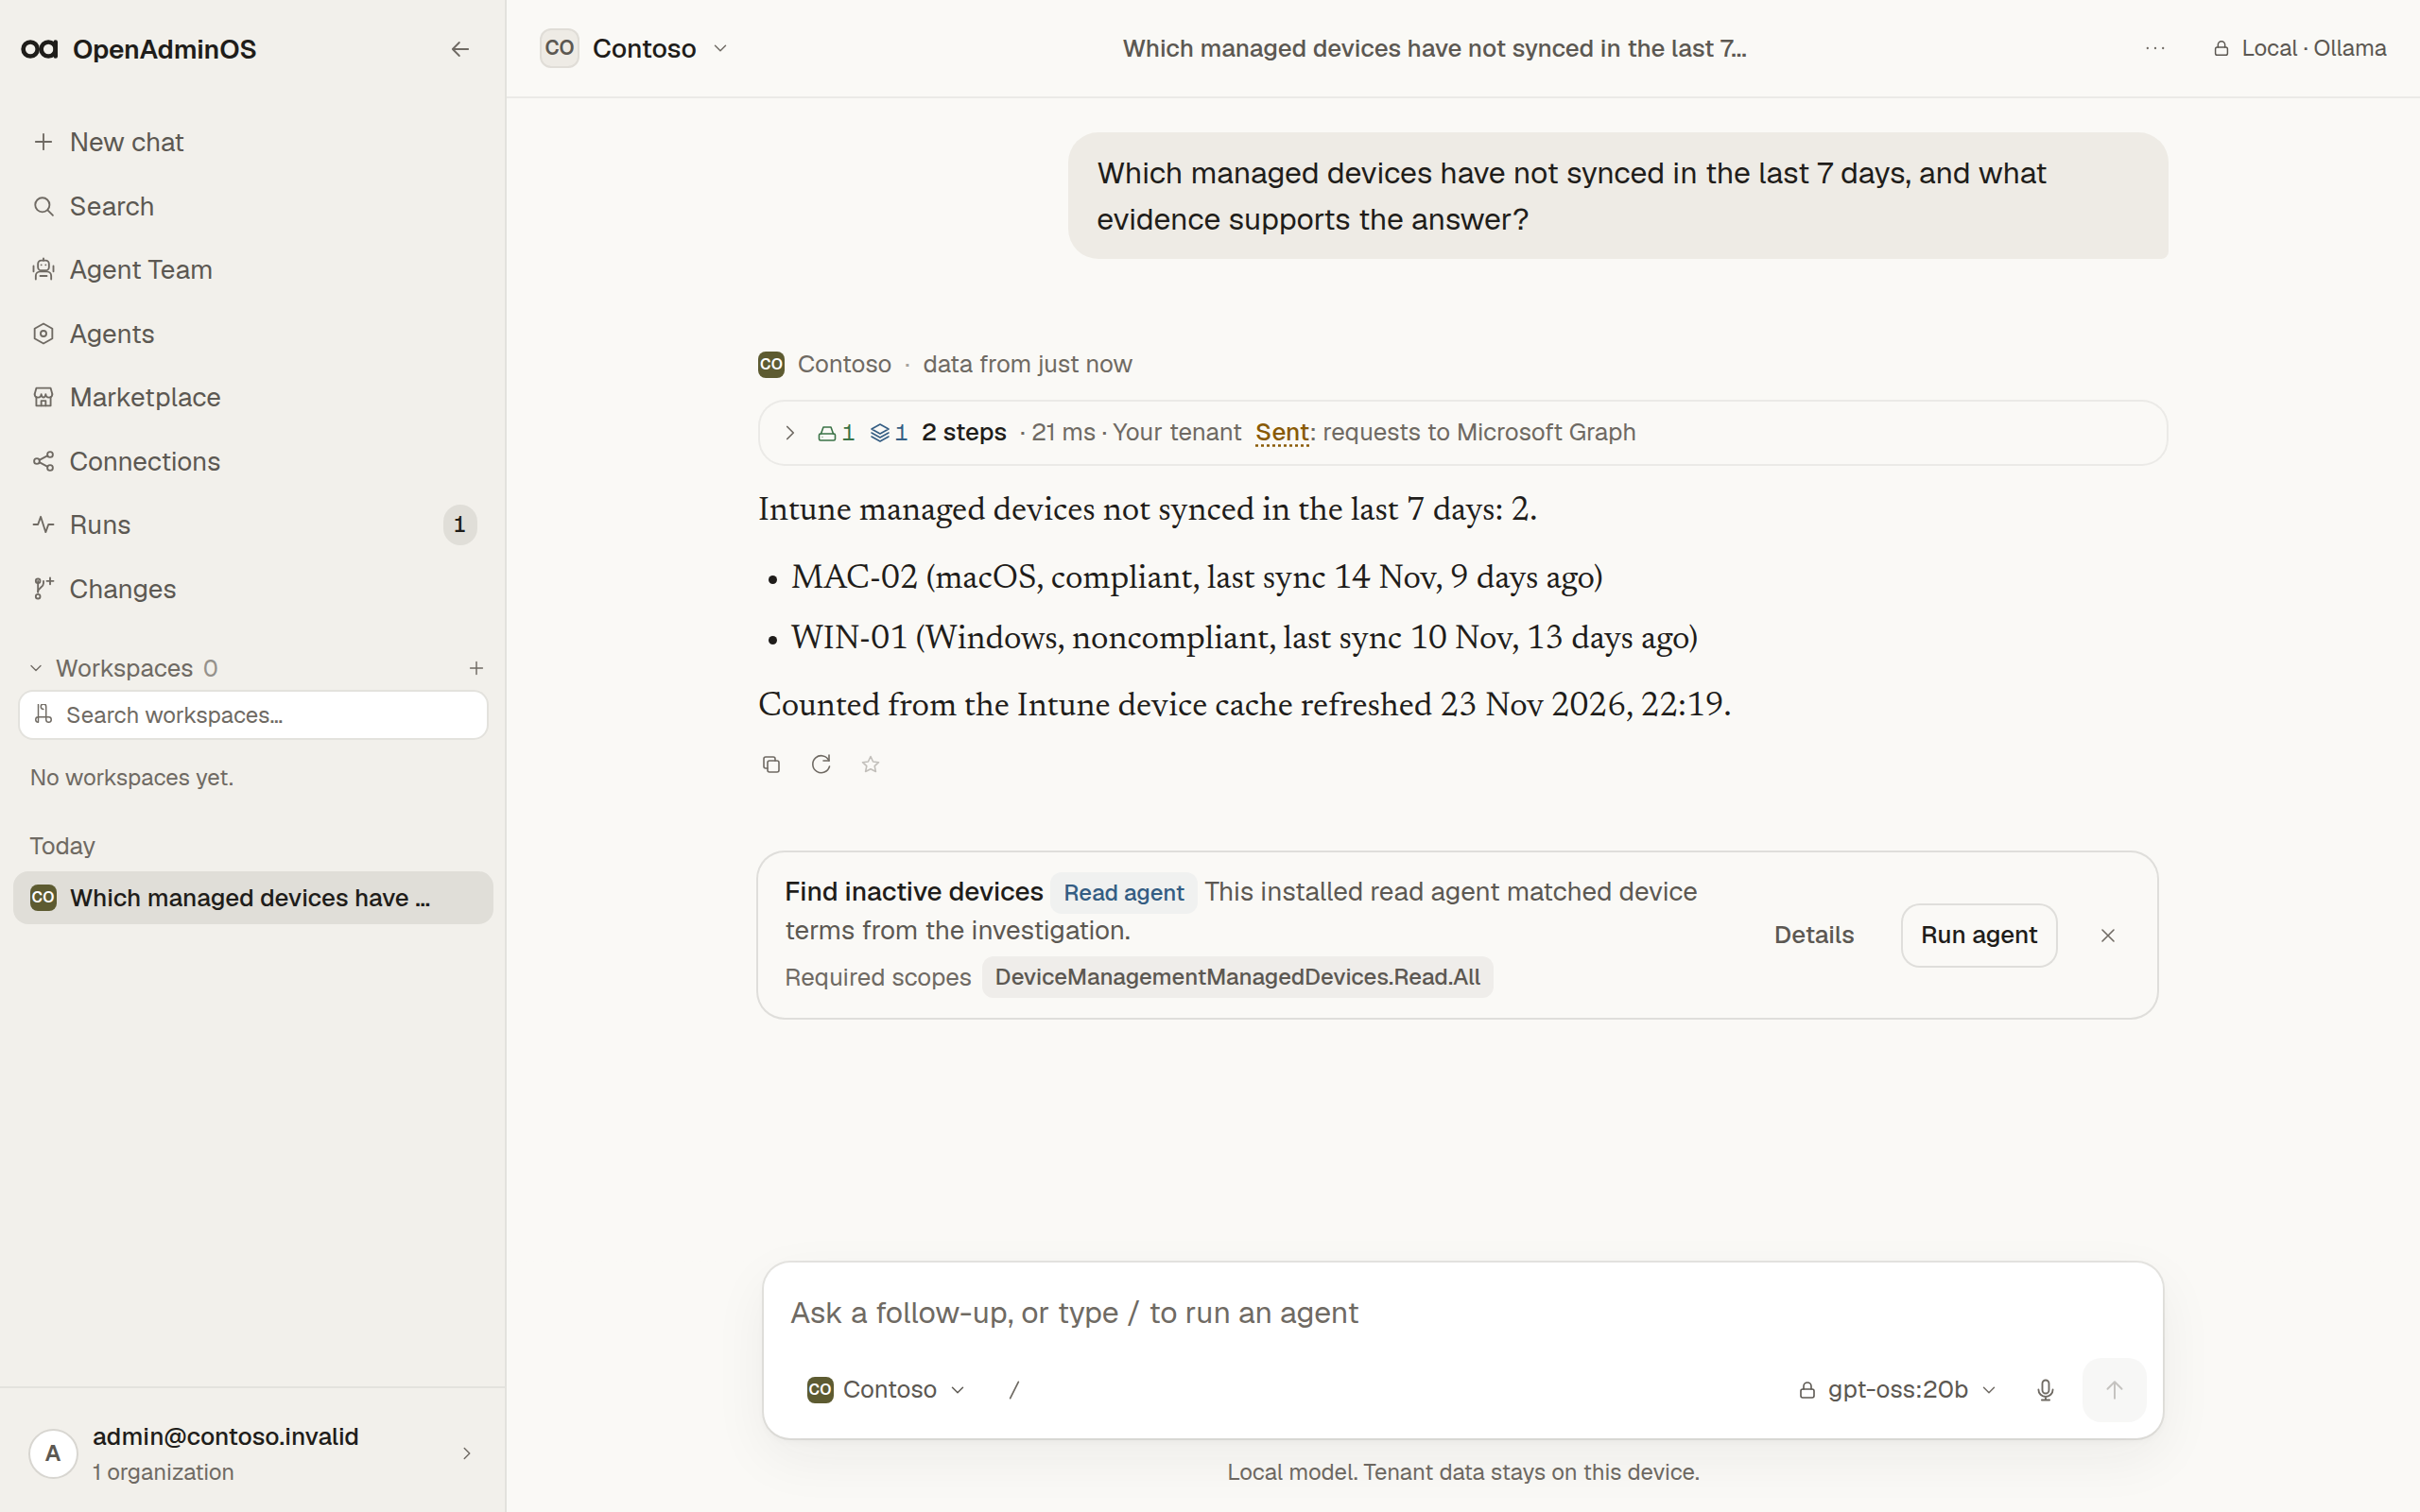 OpenAdminOS
New chat
Search
Agent Team
Agents
Marketplace
Connections
Runs 1
Changes
Workspaces 0
Search workspaces...
No workspaces yet.
Today
CO Which managed devices have ...
A
admin@contoso.invalid
1 organization
CO Contoso
Which managed devices have not synced in the last 7...
Local · Ollama
Which managed devices have not synced in the last 7 days, and what
evidence supports the answer?
CO Contoso · data from just now
1 1 2 steps · 21 ms · Your tenant Sent: requests to Microsoft Graph
Intune managed devices not synced in the last 7 days: 2.
• MAC-02 (macOS, compliant, last sync 14 Nov, 9 days ago)
• WIN-01 (Windows, noncompliant, last sync 10 Nov, 13 days ago)
Counted from the Intune device cache refreshed 23 Nov 2026, 22:19.
Find inactive devices Read agent This installed read agent matched device
terms from the investigation.
Required scopes DeviceManagementManagedDevices.Read.All
Details
Run agent
Ask a follow-up, or type / to run an agent
CO Contoso /
gpt-oss:20b
Local model. Tenant data stays on this device.